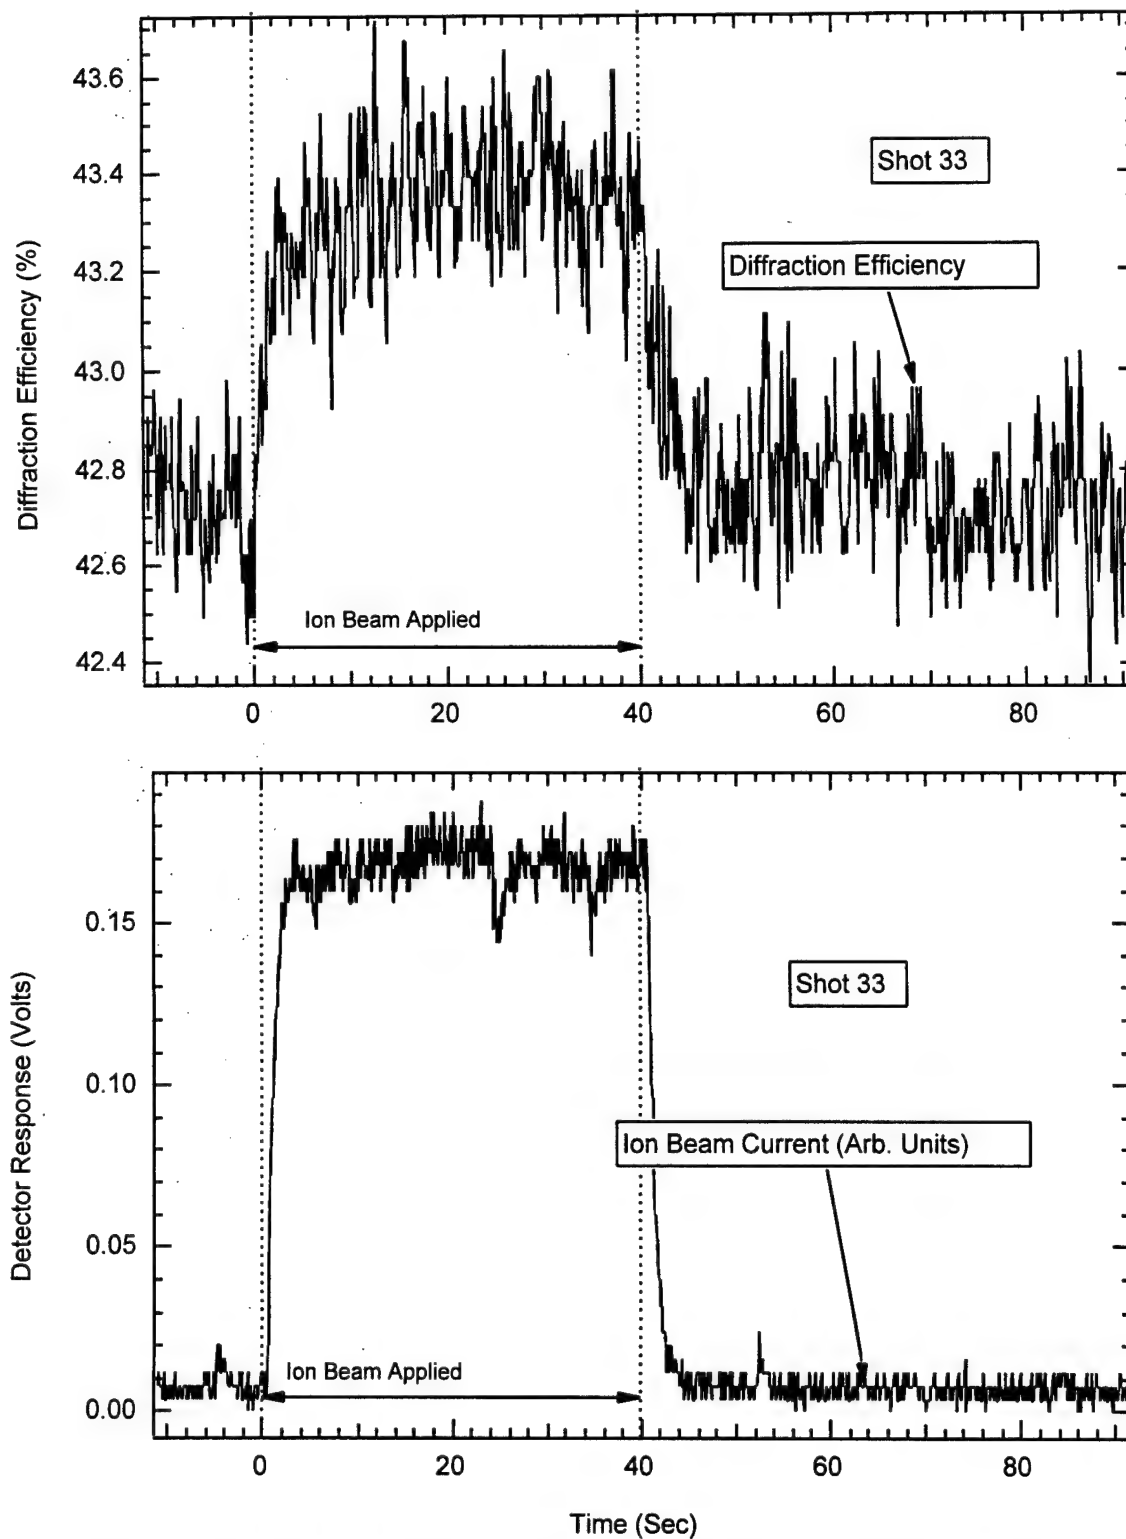 43.6
43.4
43.2
43.0
42.8
42.6
42.4
Diffraction Efficiency (%)
Shot 33
Diffraction Efficiency
Ion Beam Applied
0
20
40
60
80
0.15
0.10
0.05
0.00
Detector Response (Volts)
Shot 33
Ion Beam Current (Arb. Units)
Ion Beam Applied
0
20
40
60
80
Time (Sec)